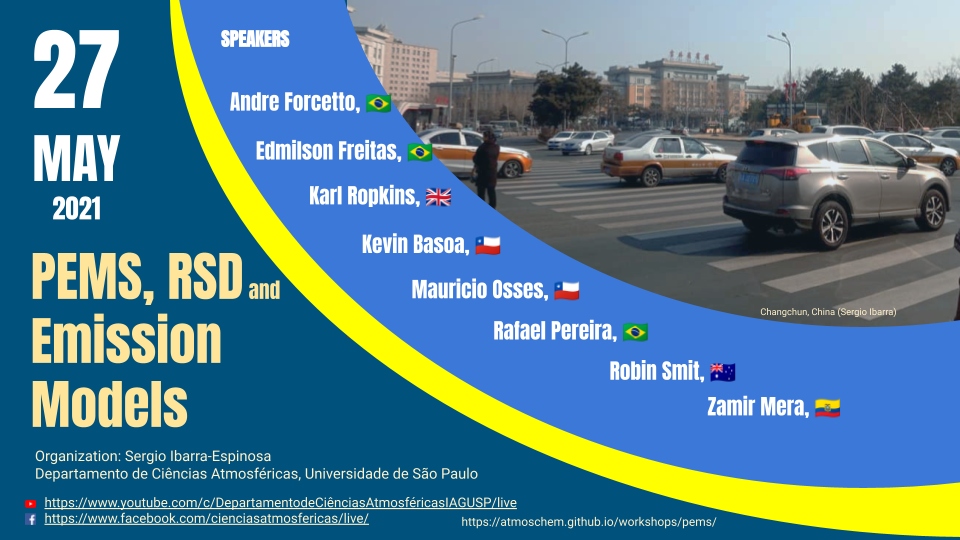 27
MAY
2021
PEMS, RSD and
Emission
Models
Organization: Sergio Ibarra-Espinosa
Departamento de Ciências Atmosféricas, Universidade de São Paulo
https://www.youtube.com/c/DepartamentodeCiênciasAtmosféricasIAGUSP/live
https://www.facebook.com/cienciasatmosfericas/live/
https://atmoschem.github.io/workshops/pems/
SPEAKERS
Andre Forcetto,
Edmilson Freitas,
Karl Ropkins,
Kevin Basoa,
Mauricio Osses,
Rafael Pereira,
Robin Smit,
Zamir Mera,
Changchun, China (Sergio Ibarra)